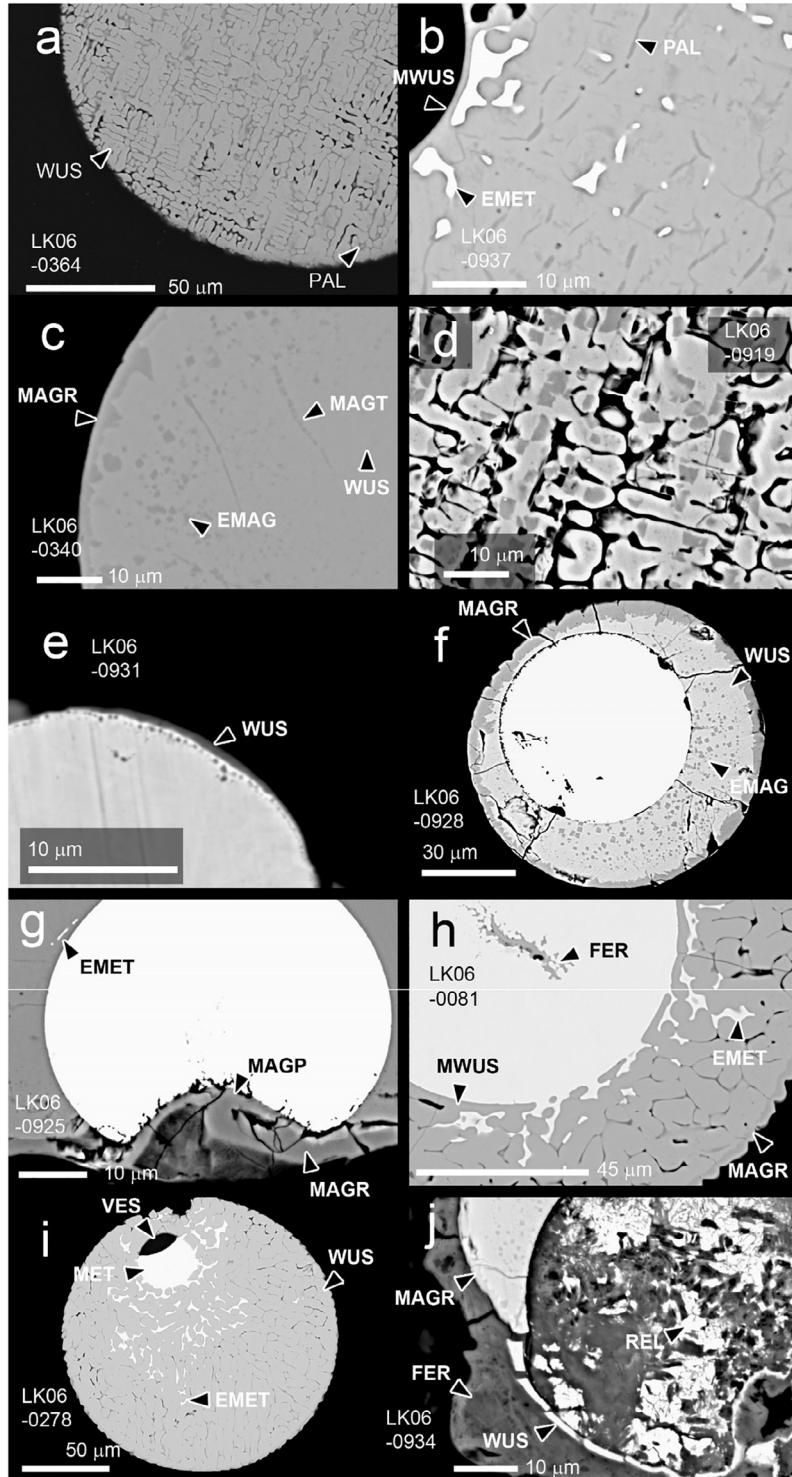 a
WUS
LK06
-0364
50 μm
PAL
b
PAL
MWUS
EMET
LK06
-0937
10 μm
c
MAGR
MAGT
WUS
EMAG
LK06
-0340
10 μm
d
LK06
-0919
10 μm
e
LK06
-0931
WUS
10 μm
MAGR
f
WUS
EMAG
LK06
-0928
30 μm
g
EMET
MAGP
LK06
-0925
10 μm
MAGR
h
FER
LK06
-0081
EMET
MWUS
45 μm
MAGR
VES
i
WUS
MET
EMET
LK06
-0278
50 μm
j
MAGR
REL
FER
LK06
-0934
WUS
10 μm